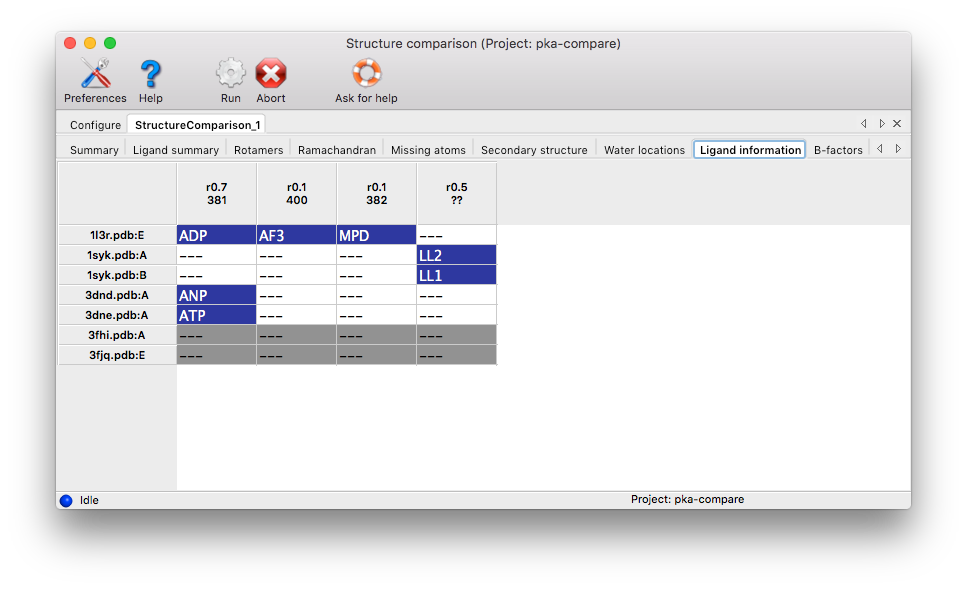 Structure comparison (Project: pka-compare)
Preferences Help Run Abort Ask for help
Configure StructureComparison_1
Summary Ligand summary Rotamers Ramachandran Missing atoms Secondary structure Water locations Ligand information B-factors
r0.7 r0.1 r0.1 r0.5
381 400 382 ??
1l3r.pdb:E ADP AF3 MPD ---
1syk.pdb:A --- --- --- LL2
1syk.pdb:B --- --- --- LL1
3dnd.pdb:A ANP --- --- ---
3dne.pdb:A ATP --- --- ---
3fhi.pdb:A --- --- --- ---
3fjq.pdb:E --- --- --- ---
Idle Project: pka-compare